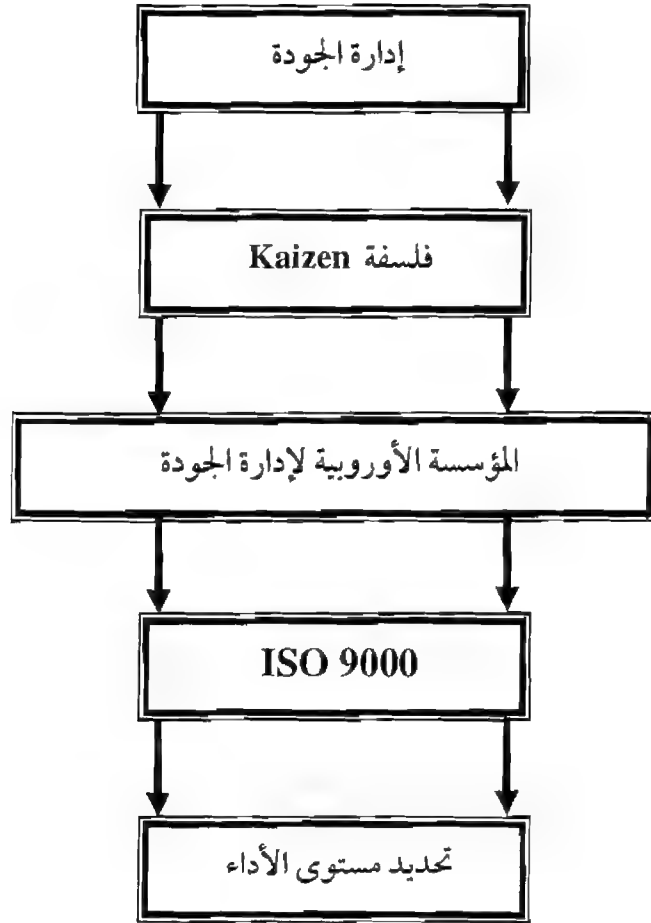 إدارة الجودة
فلسفة Kaizen
المؤسسة الأوروبية لإدارة الجودة
ISO 9000
تحديد مستوى الأداء